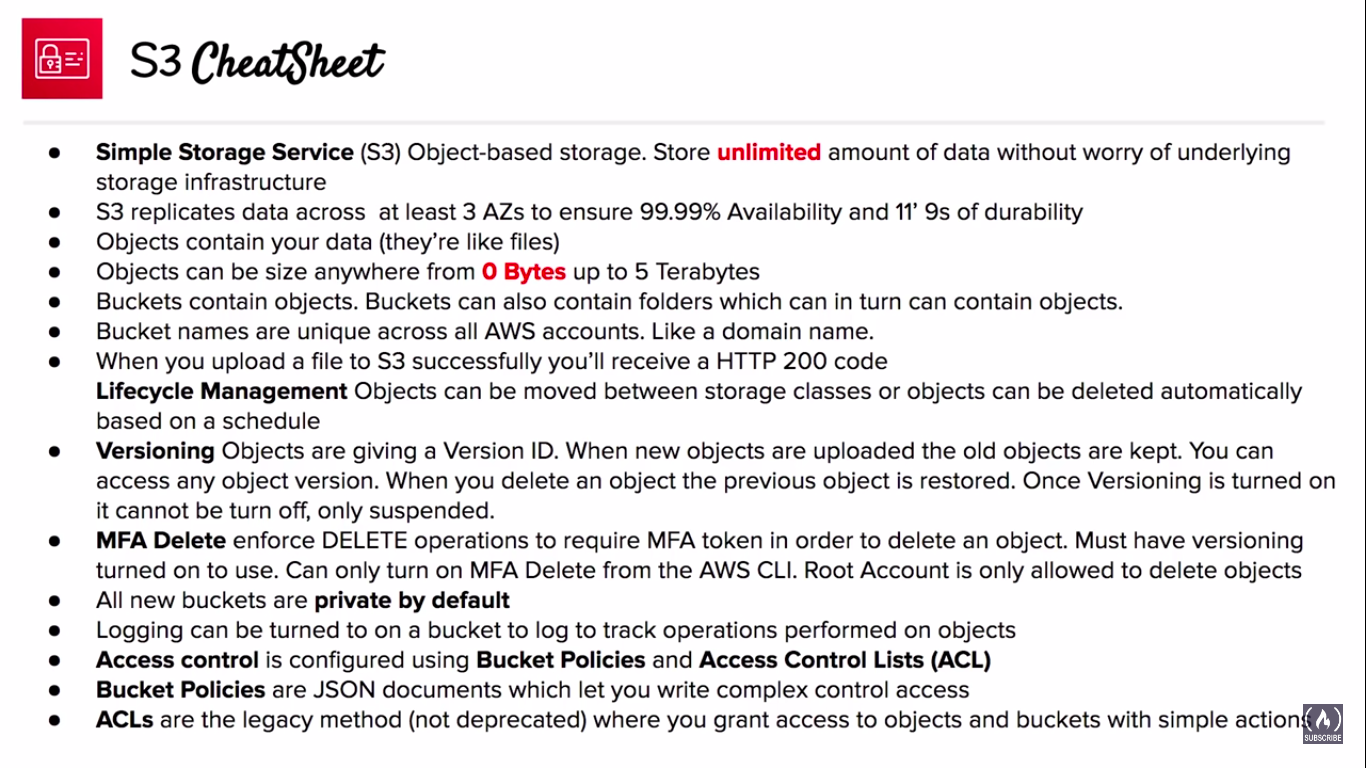 S3 CheatSheet
● Simple Storage Service (S3) Object-based storage. Store unlimited amount of data without worry of underlying
storage infrastructure
● S3 replicates data across  at least 3 AZs to ensure 99.99% Availability and 11’ 9s of durability
● Objects contain your data (they’re like files)
● Objects can be size anywhere from 0 Bytes up to 5 Terabytes
● Buckets contain objects. Buckets can also contain folders which can in turn can contain objects.
● Bucket names are unique across all AWS accounts. Like a domain name.
● When you upload a file to S3 successfully you’ll receive a HTTP 200 code
Lifecycle Management Objects can be moved between storage classes or objects can be deleted automatically
based on a schedule
● Versioning Objects are giving a Version ID. When new objects are uploaded the old objects are kept. You can
access any object version. When you delete an object the previous object is restored. Once Versioning is turned on
it cannot be turn off, only suspended.
● MFA Delete enforce DELETE operations to require MFA token in order to delete an object. Must have versioning
turned on to use. Can only turn on MFA Delete from the AWS CLI. Root Account is only allowed to delete objects
● All new buckets are private by default
● Logging can be turned to on a bucket to log to track operations performed on objects
● Access control is configured using Bucket Policies and Access Control Lists (ACL)
● Bucket Policies are JSON documents which let you write complex control access
● ACLs are the legacy method (not deprecated) where you grant access to objects and buckets with simple actions
SUBSCRIBE